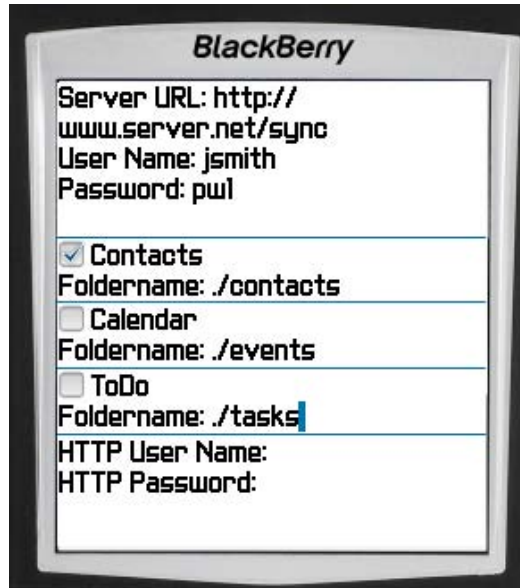 BlackBerry
Server URL: http://
www.server.net/sync
User Name: jsmith
Password: pw1
Contacts
Foldername: ./contacts
Calendar
Foldername: ./events
ToDo
Foldername: ./tasks
HTTP User Name:
HTTP Password: